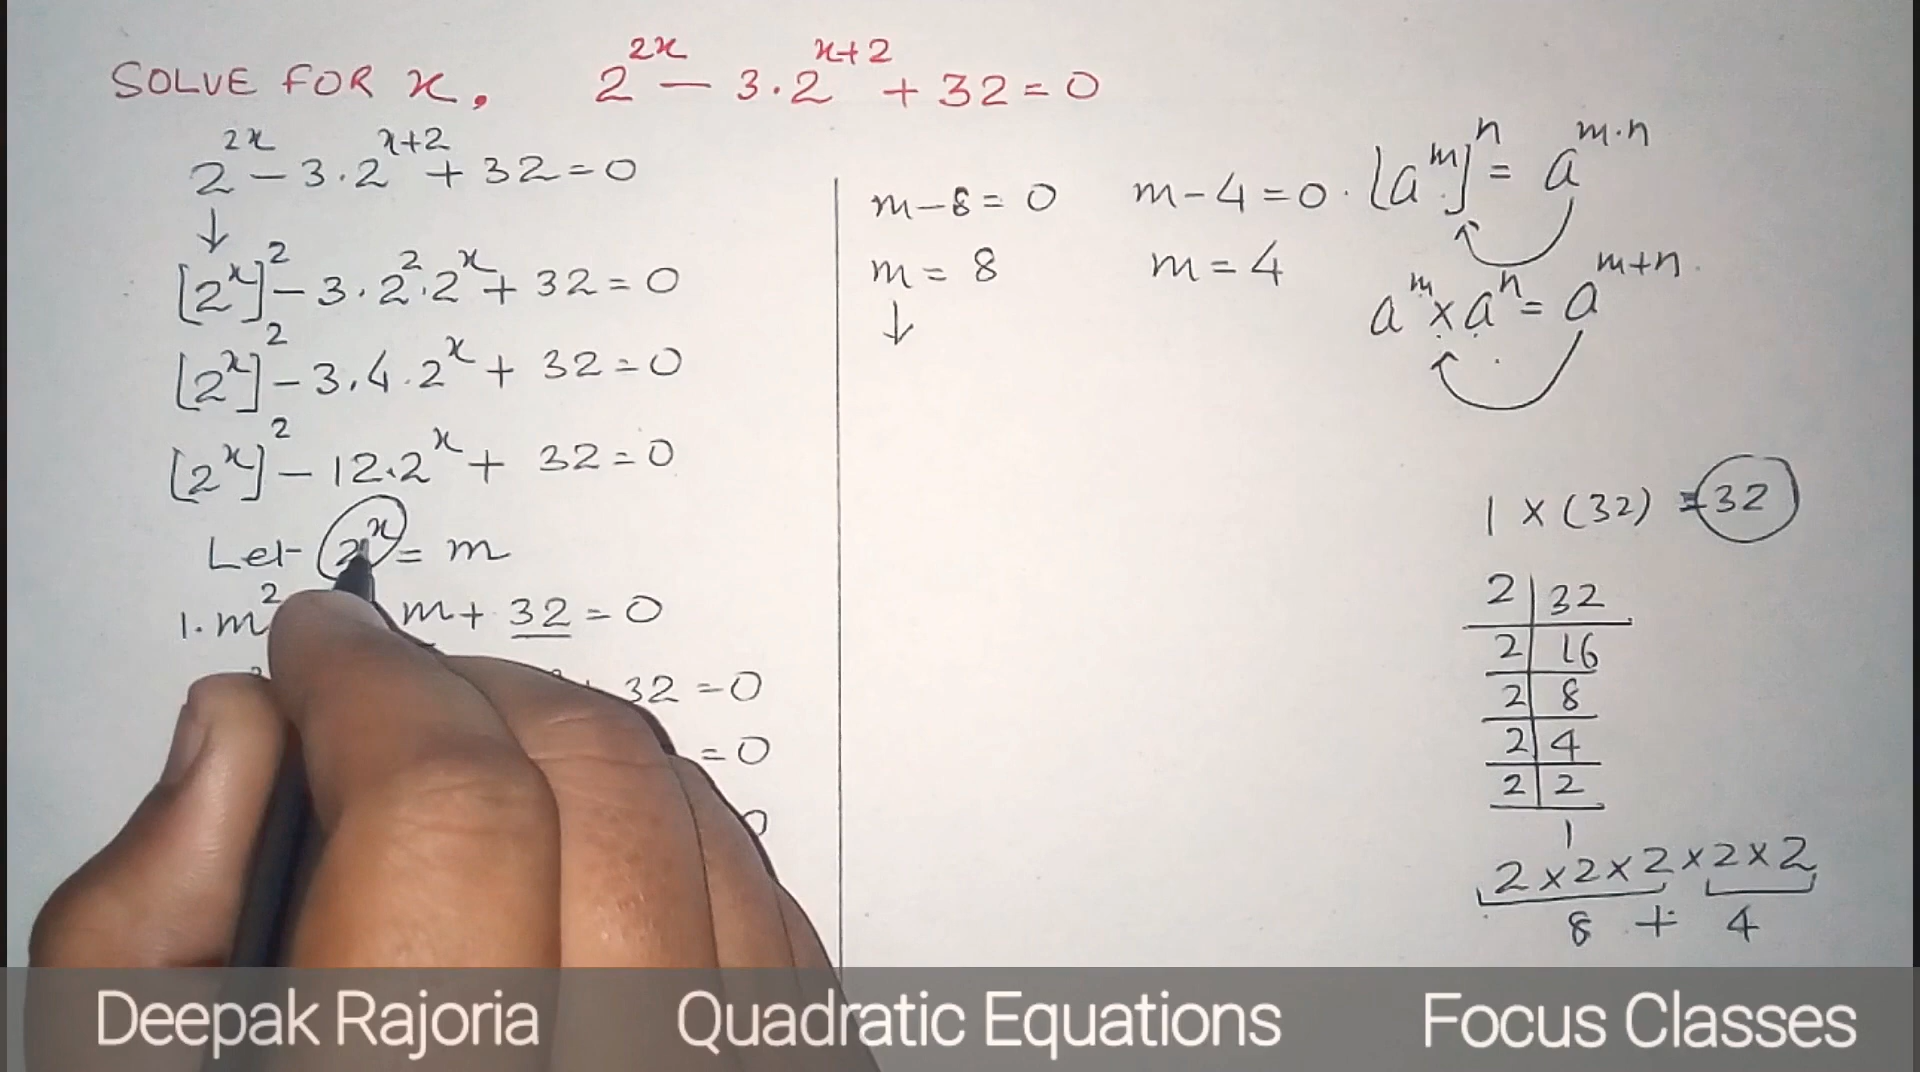 SOLVE FOR x, 2^{2x} - 3.2^{x+2} + 32 = 0
2^{2x} - 3.2^{x+2} + 32 = 0
↓
[2^x]^2 - 3.2^2.2^x + 32 = 0
[2^x]^2 - 3.4.2^x + 32 = 0
[2^x]^2 - 12.2^x + 32 = 0
Let 2^x = m
1.m^2 m + 32 = 0
32 = 0
= 0
m - 8 = 0 m - 4 = 0
m = 8 m = 4
↓
[a^m]^n = a^{m.n}
a^m × a^n = a^{m+n}
1 × (32) = 32
2 | 32
2 | 16
2 | 8
2 | 4
2 | 2
1
2 × 2 × 2 × 2 × 2
8 + 4
Deepak Rajoria Quadratic Equations Focus Classes